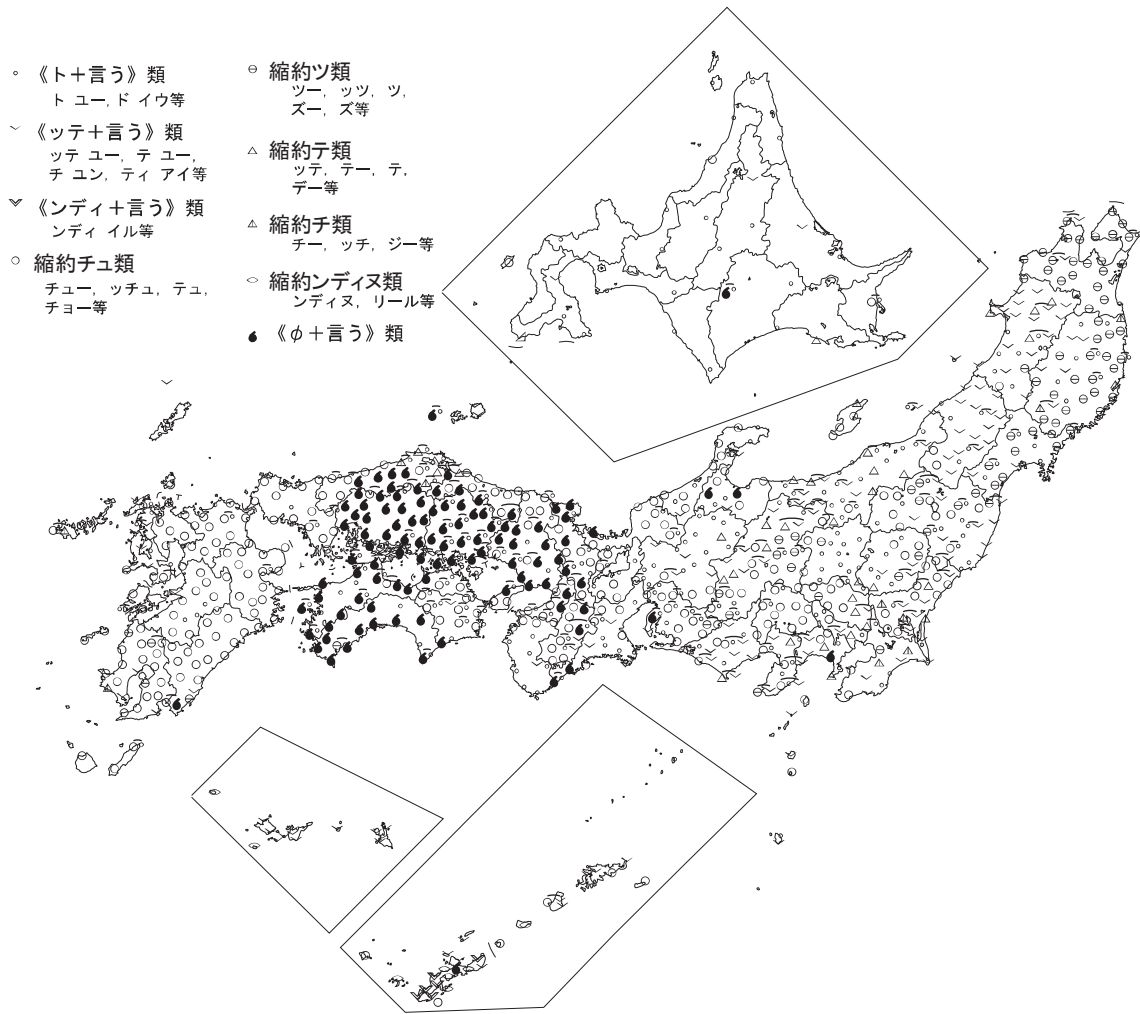 《ト＋言う》類
ト ユー, ド イウ等
《ッテ＋言う》類
ッテ ユー, テ ユー,
チ ユン, ティ アイ等
《ンディ＋言う》類
ンディ イル等
縮約チュ類
チュー, ッチュ, テュ,
チョー等
縮約ツ類
ツー, ッツ, ツ,
ズー, ズ等
縮約テ類
ッテ, テー, テ,
デー等
縮約チ類
チー, ッチ, ジー等
縮約ンディヌ類
ンディヌ, リール等
《φ＋言う》類